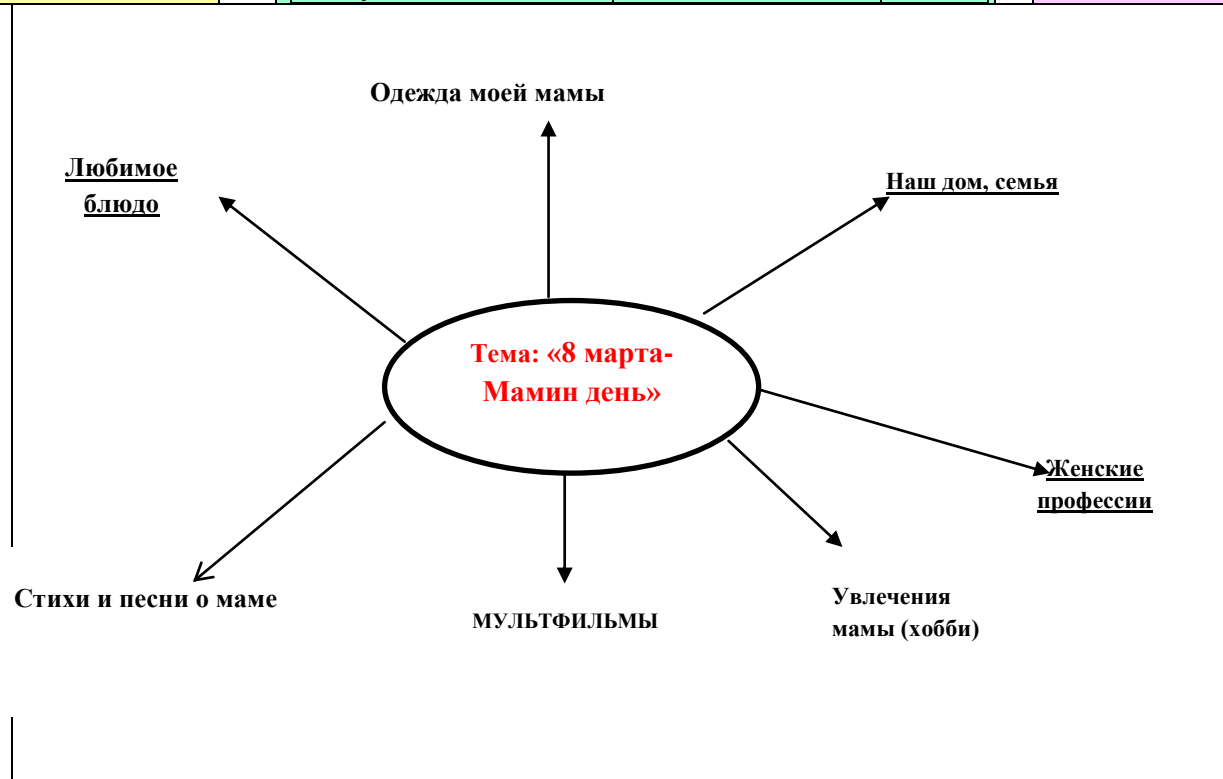 Одежда моей мамы
Любимое
блюдо
Наш дом, семья
Тема: «8 марта-
Мамин день»
Женские
профессии
Стихи и песни о маме
МУЛЬТФИЛЬМЫ
Увлечения
мамы (хобби)